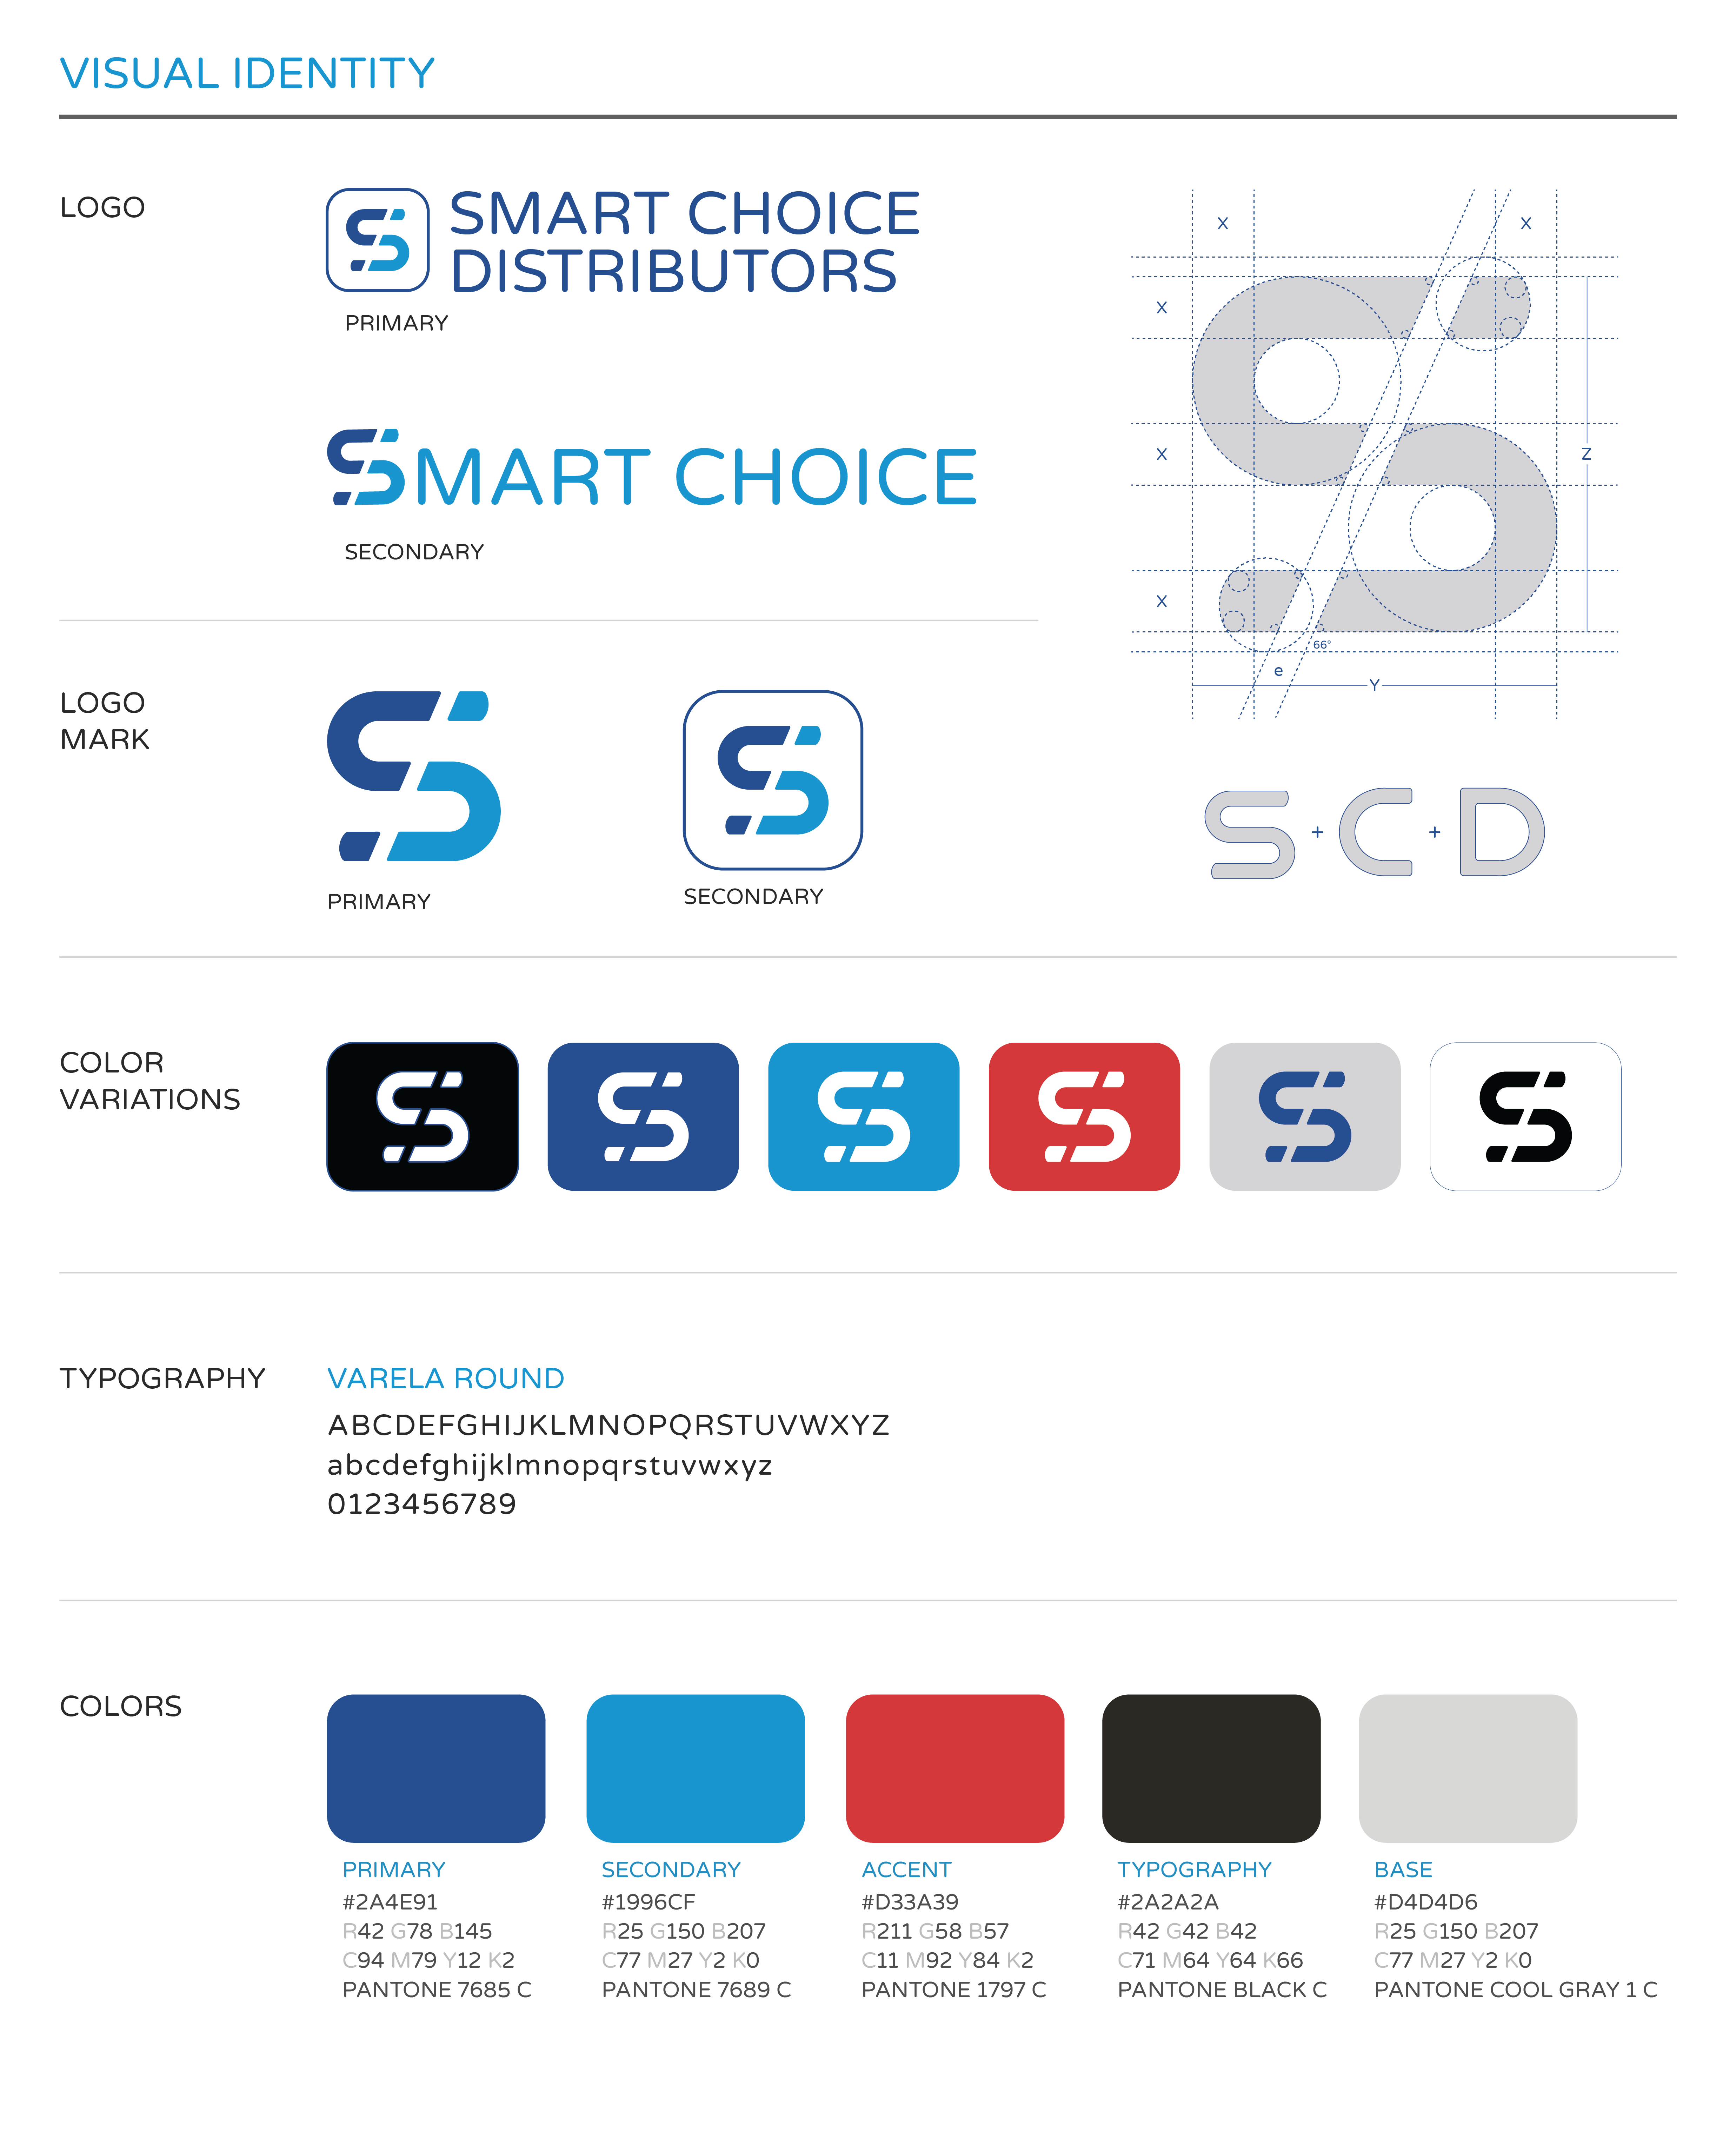 VISUAL IDENTITY
LOGO
SMART CHOICE
DISTRIBUTORS
PRIMARY
SMART CHOICE
SECONDARY
X X
X
X
Z
X
66°
e
Y
LOGO
MARK
PRIMARY
SECONDARY
S + C + D
COLOR
VARIATIONS
TYPOGRAPHY
VARELA ROUND
ABCDEFGHIJKLMNOPQRSTUVWXYZ
abcdefghijklmnopqrstuvwxyz
0123456789
COLORS
PRIMARY
#2A4E91
R42 G78 B145
C94 M79 Y12 K2
PANTONE 7685 C
SECONDARY
#1996CF
R25 G150 B207
C77 M27 Y2 K0
PANTONE 7689 C
ACCENT
#D33A39
R211 G58 B57
C11 M92 Y84 K2
PANTONE 1797 C
TYPOGRAPHY
#2A2A2A
R42 G42 B42
C71 M64 Y64 K66
PANTONE BLACK C
BASE
#D4D4D6
R25 G150 B207
C77 M27 Y2 K0
PANTONE COOL GRAY 1 C